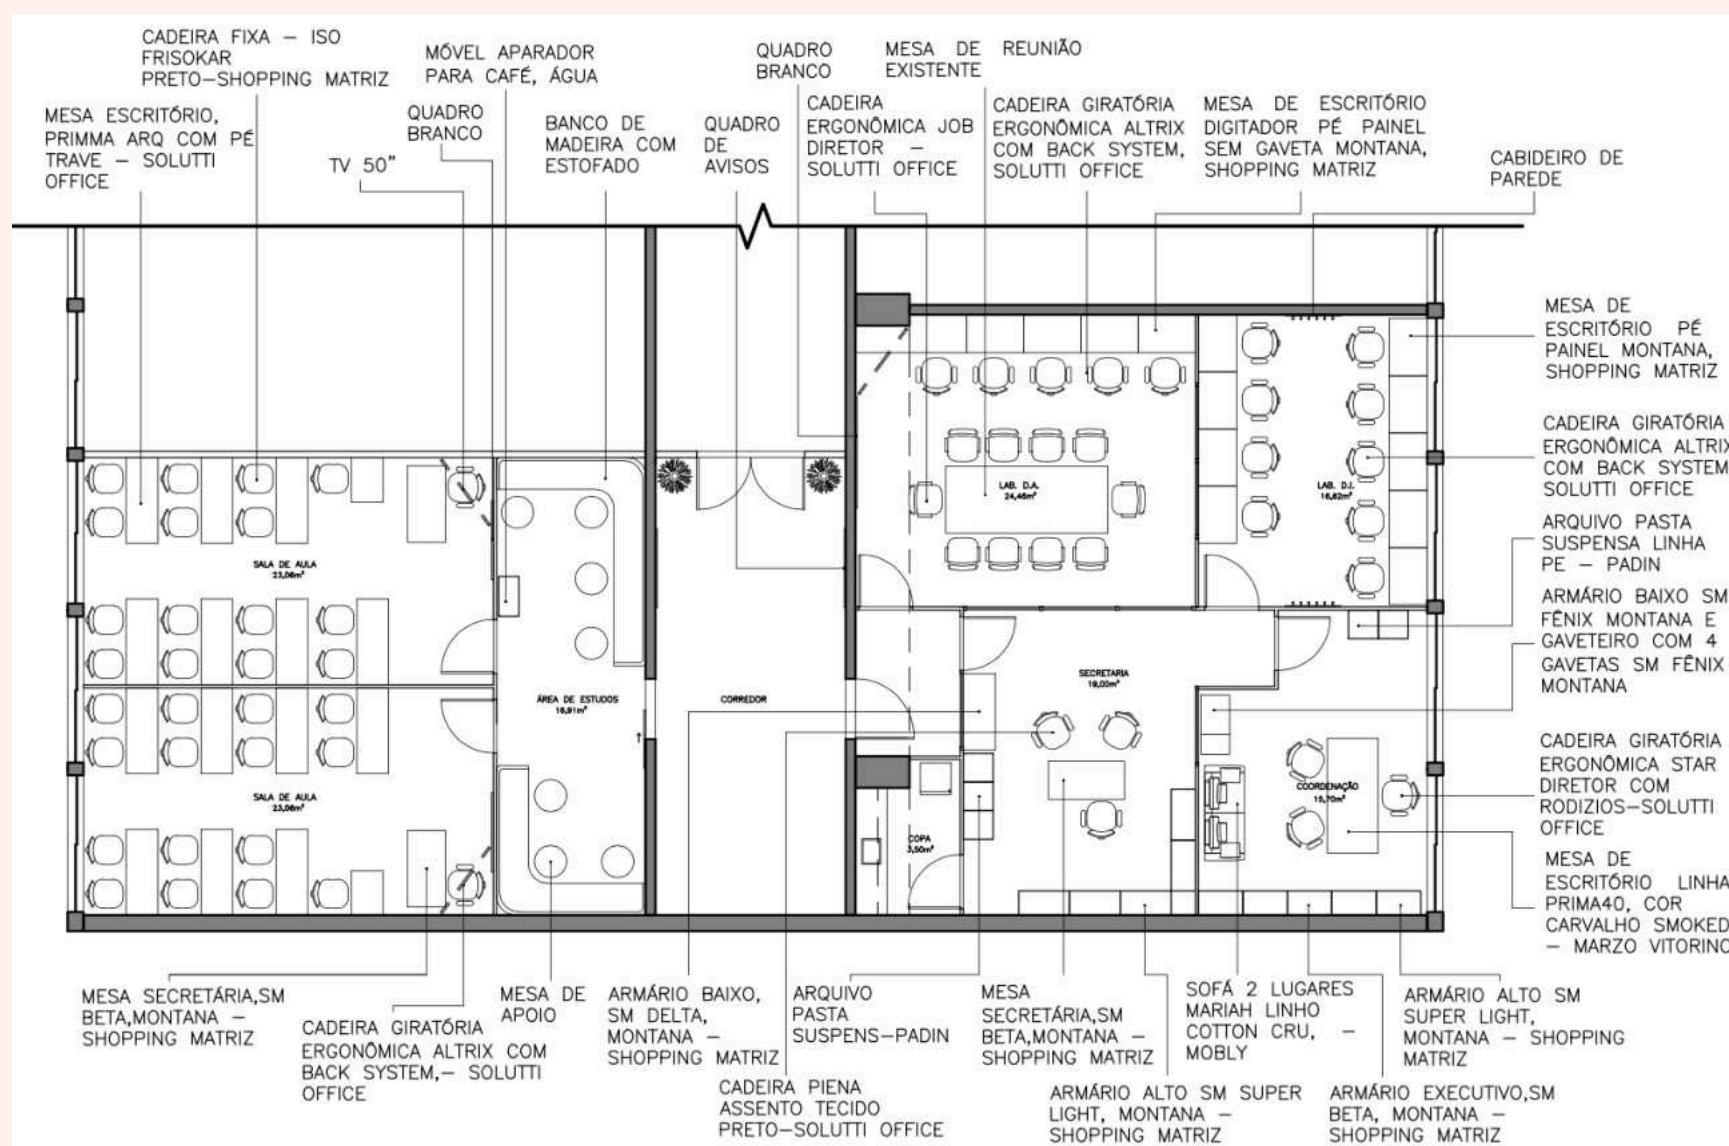 CADEIRA FIXA – ISO
FRISOKAR
PRETO–SHOPPING MATRIZ
MÓVEL APARADOR
PARA CAFÉ, ÁGUA
QUADRO
BRANCO
MESA DE REUNIÃO
EXISTENTE
MESA ESCRITÓRIO,
PRIMMA ARQ COM PÉ
TRAVE – SOLUTTI
OFFICE
TV 50”
QUADRO
BRANCO
BANCO DE
MADEIRA COM
ESTOFADO
QUADRO
DE
AVISOS
CADEIRA
ERGONÔMICA JOB
DIRETOR –
SOLUTTI OFFICE
CADEIRA GIRATÓRIA
ERGONÔMICA ALTRIX
COM BACK SYSTEM,
SOLUTTI OFFICE
MESA DE ESCRITÓRIO
DIGITADOR PÉ PAINEL
SEM GAVETA MONTANA,
SHOPPING MATRIZ
CABIDEIRO DE
PAREDE
MESA DE
ESCRITÓRIO PÉ
PAINEL MONTANA,
SHOPPING MATRIZ
CADEIRA GIRATÓRIA
ERGONÔMICA ALTRIX
COM BACK SYSTEM
SOLUTTI OFFICE
ARQUIVO PASTA
SUSPENSA LINHA
PE – PADIN
ARMÁRIO BAIXO SM
FÊNIX MONTANA E
GAVETEIRO COM 4
GAVETAS SM FÊNIX
MONTANA
CADEIRA GIRATÓRIA
ERGONÔMICA STAR
DIRETOR COM
RODIZIOS–SOLUTTI
OFFICE
MESA DE
ESCRITÓRIO LINHA
PRIMA40, COR
CARVALHO SMOKED
– MARZO VITORINO
LAB. D.A.
24,46m²
LAB. D.I.
16,62m²
SALA DE AULA
23,06m²
ÁREA DE ESTUDOS
16,91m²
CORREDOR
SECRETARIA
19,00m²
SALA DE AULA
23,06m²
COPA
3,50m²
COORDENAÇÃO
15,70m²
MESA SECRETÁRIA,SM
BETA,MONTANA –
SHOPPING MATRIZ
CADEIRA GIRATÓRIA
ERGONÔMICA ALTRIX COM
BACK SYSTEM,– SOLUTTI
OFFICE
MESA DE
APOIO
ARMÁRIO BAIXO,
SM DELTA,
MONTANA –
SHOPPING MATRIZ
CADEIRA PIENA
ASSENTO TECIDO
PRETO–SOLUTTI OFFICE
ARQUIVO
PASTA
SUSPENS–PADIN
MESA
SECRETÁRIA,SM
BETA,MONTANA –
SHOPPING MATRIZ
ARMÁRIO ALTO SM SUPER
LIGHT, MONTANA –
SHOPPING MATRIZ
SOFÁ 2 LUGARES
MARIAH LINHO
COTTON CRU, –
MOBLY
ARMÁRIO EXECUTIVO,SM
BETA, MONTANA –
SHOPPING MATRIZ
ARMÁRIO ALTO SM
SUPER LIGHT,
MONTANA – SHOPPING
MATRIZ